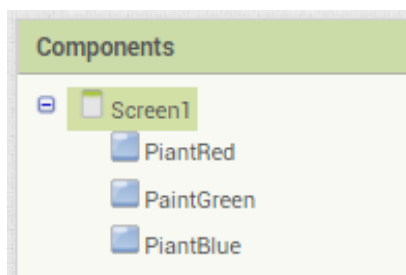 Components
Screen1
PiantRed
PaintGreen
PiantBlue